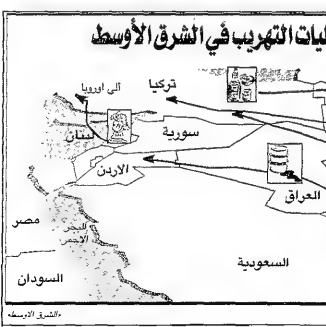 ليات التهريب في الشرق الأوسط
تركيا
الى اوروبا
لبنان
سورية
الاردن
العراق
مصر
البحر
الاحمر
السعودية
السودان
«الشرق الاوسط»